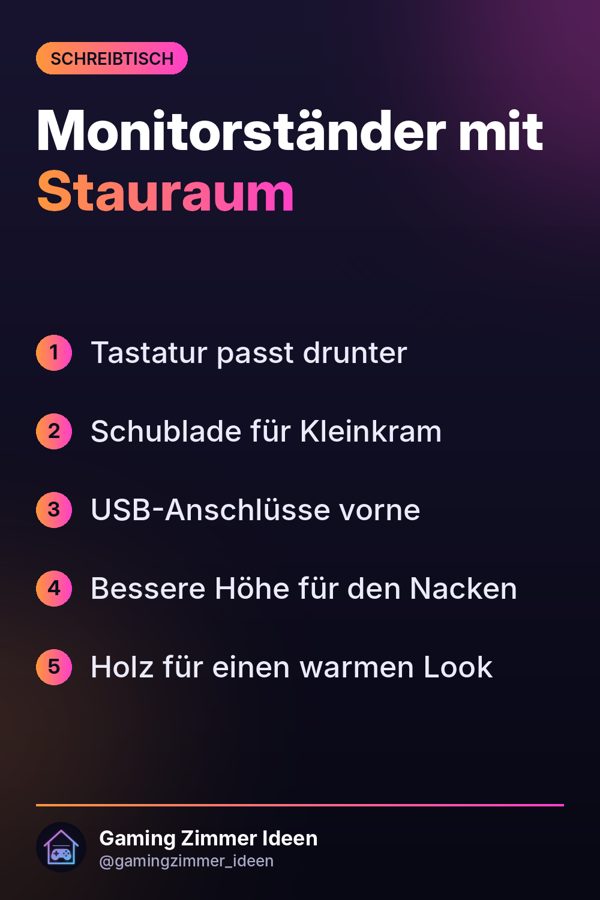 SCHREIBTISCH
Monitorständer mit
Stauraum
1 Tastatur passt drunter
2 Schublade für Kleinkram
3 USB-Anschlüsse vorne
4 Bessere Höhe für den Nacken
5 Holz für einen warmen Look
Gaming Zimmer Ideen
@gamingzimmer_ideen